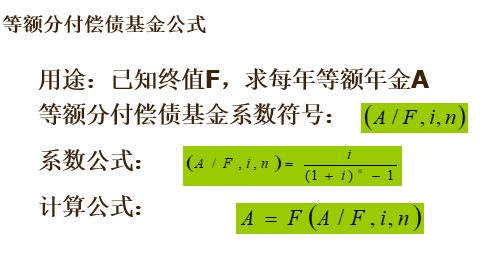 等额分付偿债基金公式
用途：已知终值F，求每年等额年金A
等额分付偿债基金系数符号： (A / F , i, n)
系数公式： (A / F , i , n ) = i / ((1 + i)^n − 1)
计算公式： A = F (A / F , i, n)